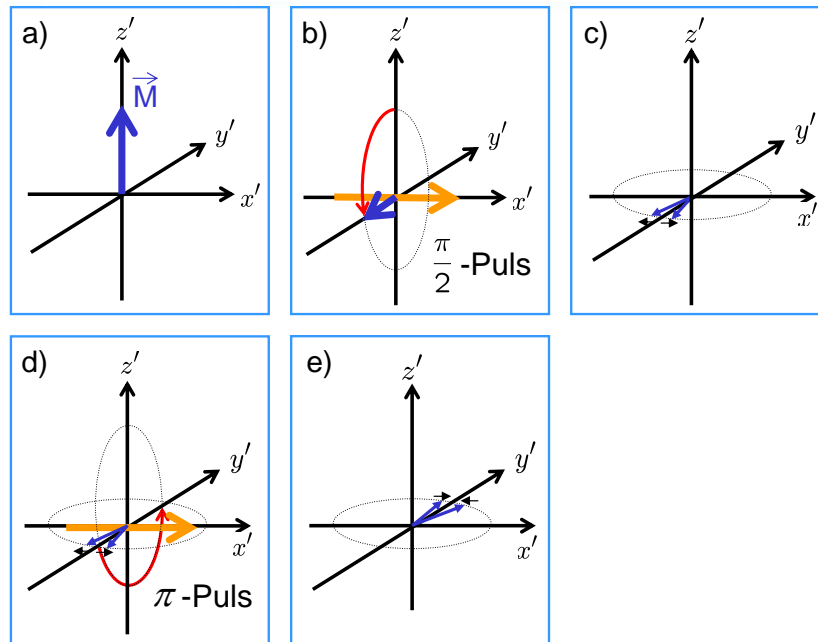 a)
z′
M
y′
x′
b)
z′
y′
x′
π/2 -Puls
c)
z′
y′
x′
d)
z′
y′
x′
π -Puls
e)
z′
y′
x′